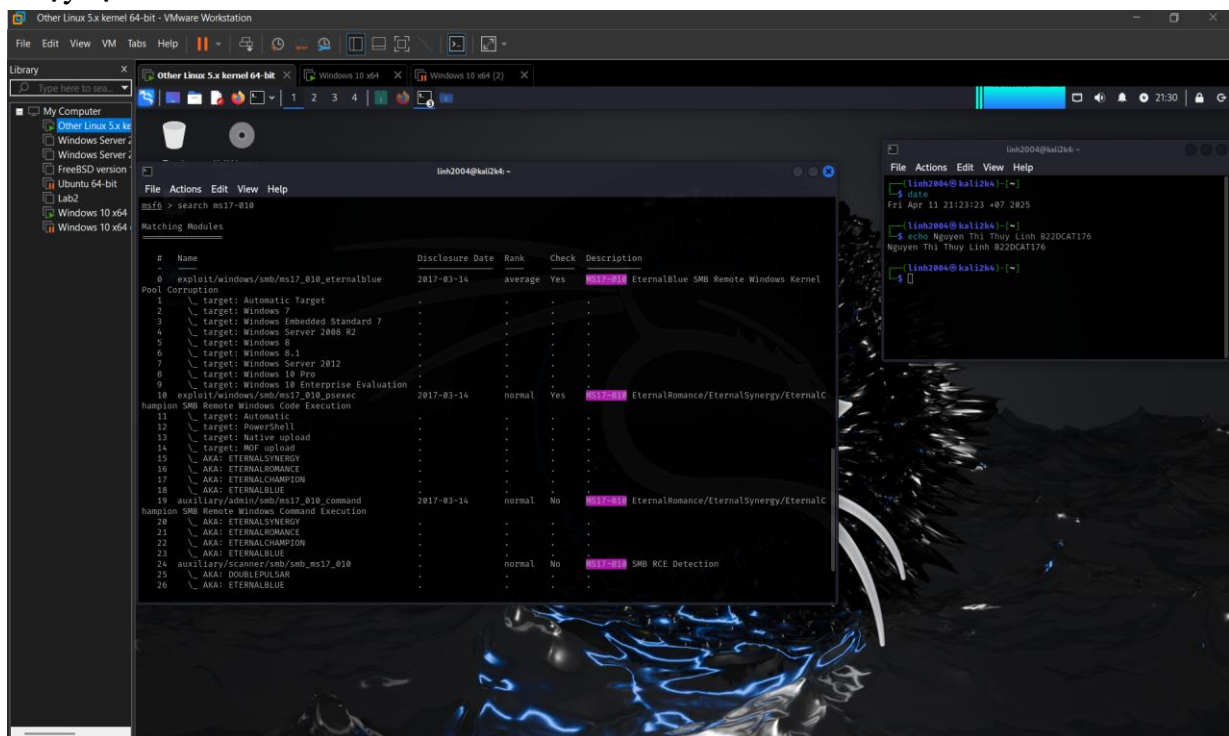 Other Linux 5.x kernel 64-bit - VMware Workstation
File Edit View VM Tabs Help
Library
Type here to sea...
My Computer
Other Linux 5.x ke
Windows Server 2
Windows Server 2
FreeBSD version
Ubuntu 64-bit
Lab2
Windows 10 x64
Windows 10 x64
Other Linux 5.x kernel 64-bit
Windows 10 x64
Windows 10 x64 (2)
1 2 3 4
21:30
linh2004@kali2k4: ~
File Actions Edit View Help
msf6 > search ms17-010
Matching Modules
# Name Disclosure Date Rank Check Description
0 exploit/windows/smb/ms17_010_eternalblue 2017-03-14 average Yes MS17-010 EternalBlue SMB Remote Windows Kernel
Pool Corruption
1 \_ target: Automatic Target . . . .
2 \_ target: Windows 7 . . . .
3 \_ target: Windows Embedded Standard 7 . . . .
4 \_ target: Windows Server 2008 R2 . . . .
5 \_ target: Windows 8 . . . .
6 \_ target: Windows 8.1 . . . .
7 \_ target: Windows Server 2012 . . . .
8 \_ target: Windows 10 Pro . . . .
9 \_ target: Windows 10 Enterprise Evaluation . . . .
10 exploit/windows/smb/ms17_010_psexec 2017-03-14 normal Yes MS17-010 EternalRomance/EternalSynergy/EternalC
hampion SMB Remote Windows Code Execution
11 \_ target: Automatic . . . .
12 \_ target: PowerShell . . . .
13 \_ target: Native upload . . . .
14 \_ target: MOF upload . . . .
15 \_ AKA: ETERNALSYNERGY . . . .
16 \_ AKA: ETERNALROMANCE . . . .
17 \_ AKA: ETERNALCHAMPION . . . .
18 \_ AKA: ETERNALBLUE . . . .
19 auxiliary/admin/smb/ms17_010_command 2017-03-14 normal No MS17-010 EternalRomance/EternalSynergy/EternalC
hampion SMB Remote Windows Command Execution
20 \_ AKA: ETERNALSYNERGY . . . .
21 \_ AKA: ETERNALROMANCE . . . .
22 \_ AKA: ETERNALCHAMPION . . . .
23 \_ AKA: ETERNALBLUE . . . .
24 auxiliary/scanner/smb/smb_ms17_010 . normal No MS17-010 SMB RCE Detection
25 \_ AKA: DOUBLEPULSAR . . . .
26 \_ AKA: ETERNALBLUE . . . .
linh2004@kali2k4: ~
File Actions Edit View Help
(linh2004㉿kali2k4)-[~]
$ date
Fri Apr 11 21:23:23 +07 2025
(linh2004㉿kali2k4)-[~]
$ echo Nguyen Thi Thuy Linh B22DCAT176
Nguyen Thi Thuy Linh B22DCAT176
(linh2004㉿kali2k4)-[~]
$